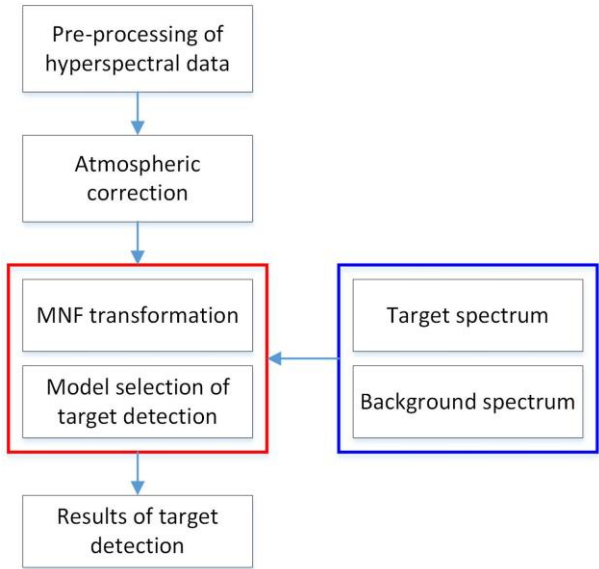 Pre-processing of
hyperspectral data
Atmospheric
correction
MNF transformation
Model selection of
target detection
Target spectrum
Background spectrum
Results of target
detection